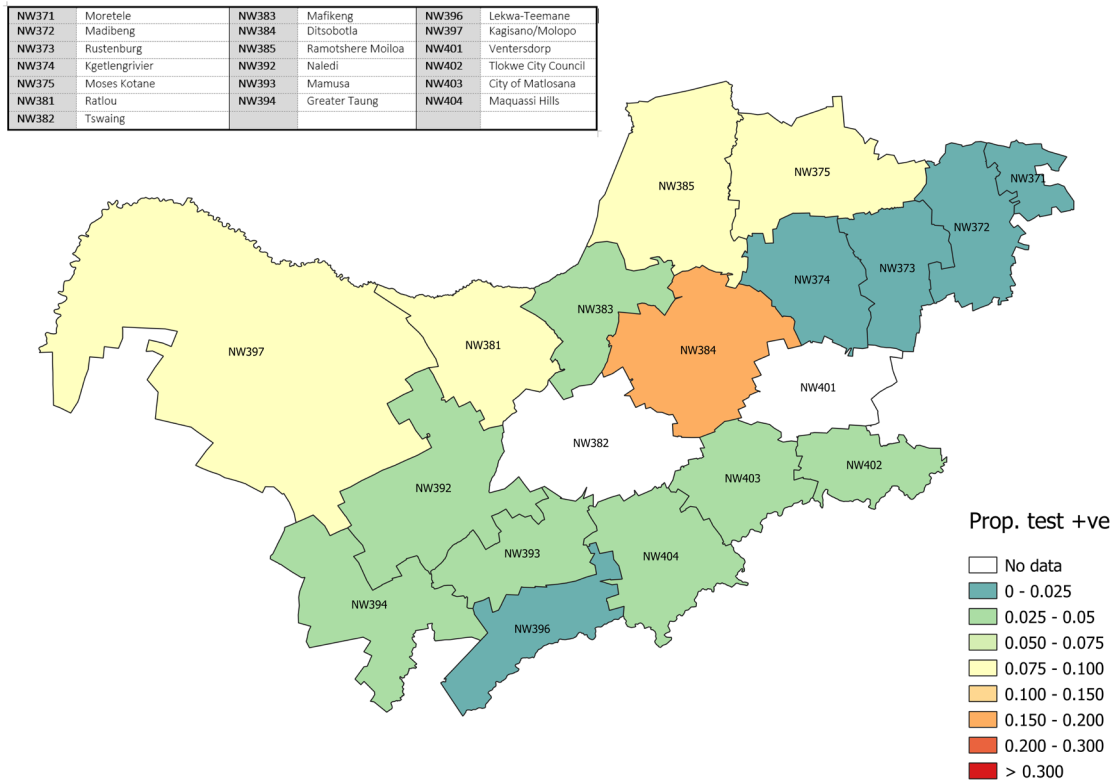 NW371 Moretele NW383 Mafikeng NW396 Lekwa-Teemane
NW372 Madibeng NW384 Ditsobotla NW397 Kagisano/Molopo
NW373 Rustenburg NW385 Ramotshere Moiloa NW401 Ventersdorp
NW374 Kgetlengrivier NW392 Naledi NW402 Tlokwe City Council
NW375 Moses Kotane NW393 Mamusa NW403 City of Matlosana
NW381 Ratlou NW394 Greater Taung NW404 Maquassi Hills
NW382 Tswaing
NW385
NW375
NW371
NW372
NW374
NW373
NW383
NW397
NW381
NW384
NW401
NW382
NW402
NW403
NW392
NW393
NW404
NW394
NW396
Prop. test +ve
No data
0 - 0.025
0.025 - 0.05
0.050 - 0.075
0.075 - 0.100
0.100 - 0.150
0.150 - 0.200
0.200 - 0.300
> 0.300